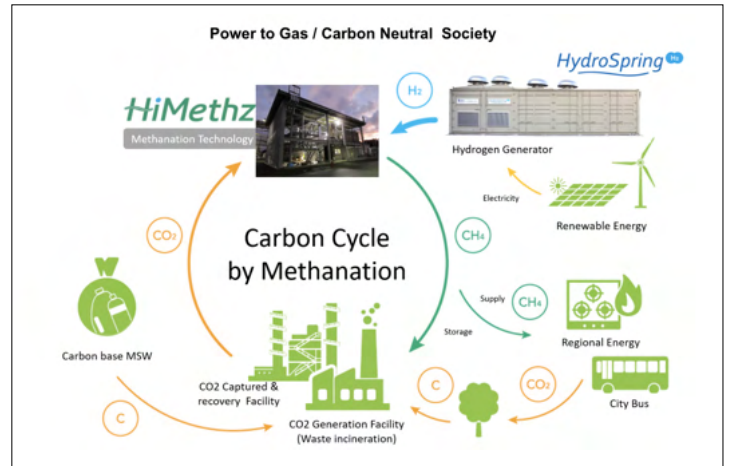 Power to Gas / Carbon Neutral Society
HydroSpring H₂
HiMethz
Methanation Technology
H₂
Hydrogen Generator
Electricity
Renewable Energy
CO₂
Carbon Cycle
by Methanation
CH₄
Supply
CH₄
Storage
Regional Energy
Carbon base MSW
CO2 Captured &
recovery Facility
C
CO₂
City Bus
C
CO2 Generation Facility
(Waste incineration)